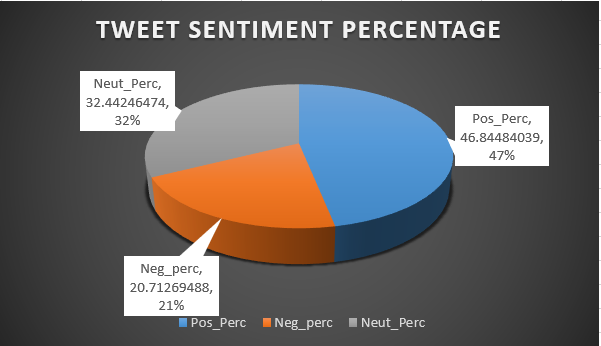 TWEET SENTIMENT PERCENTAGE
Neut_Perc,
32.44246474,
32%
Pos_Perc,
46.84484039,
47%
Neg_perc,
20.71269488,
21%
Pos_Perc Neg_perc Neut_Perc